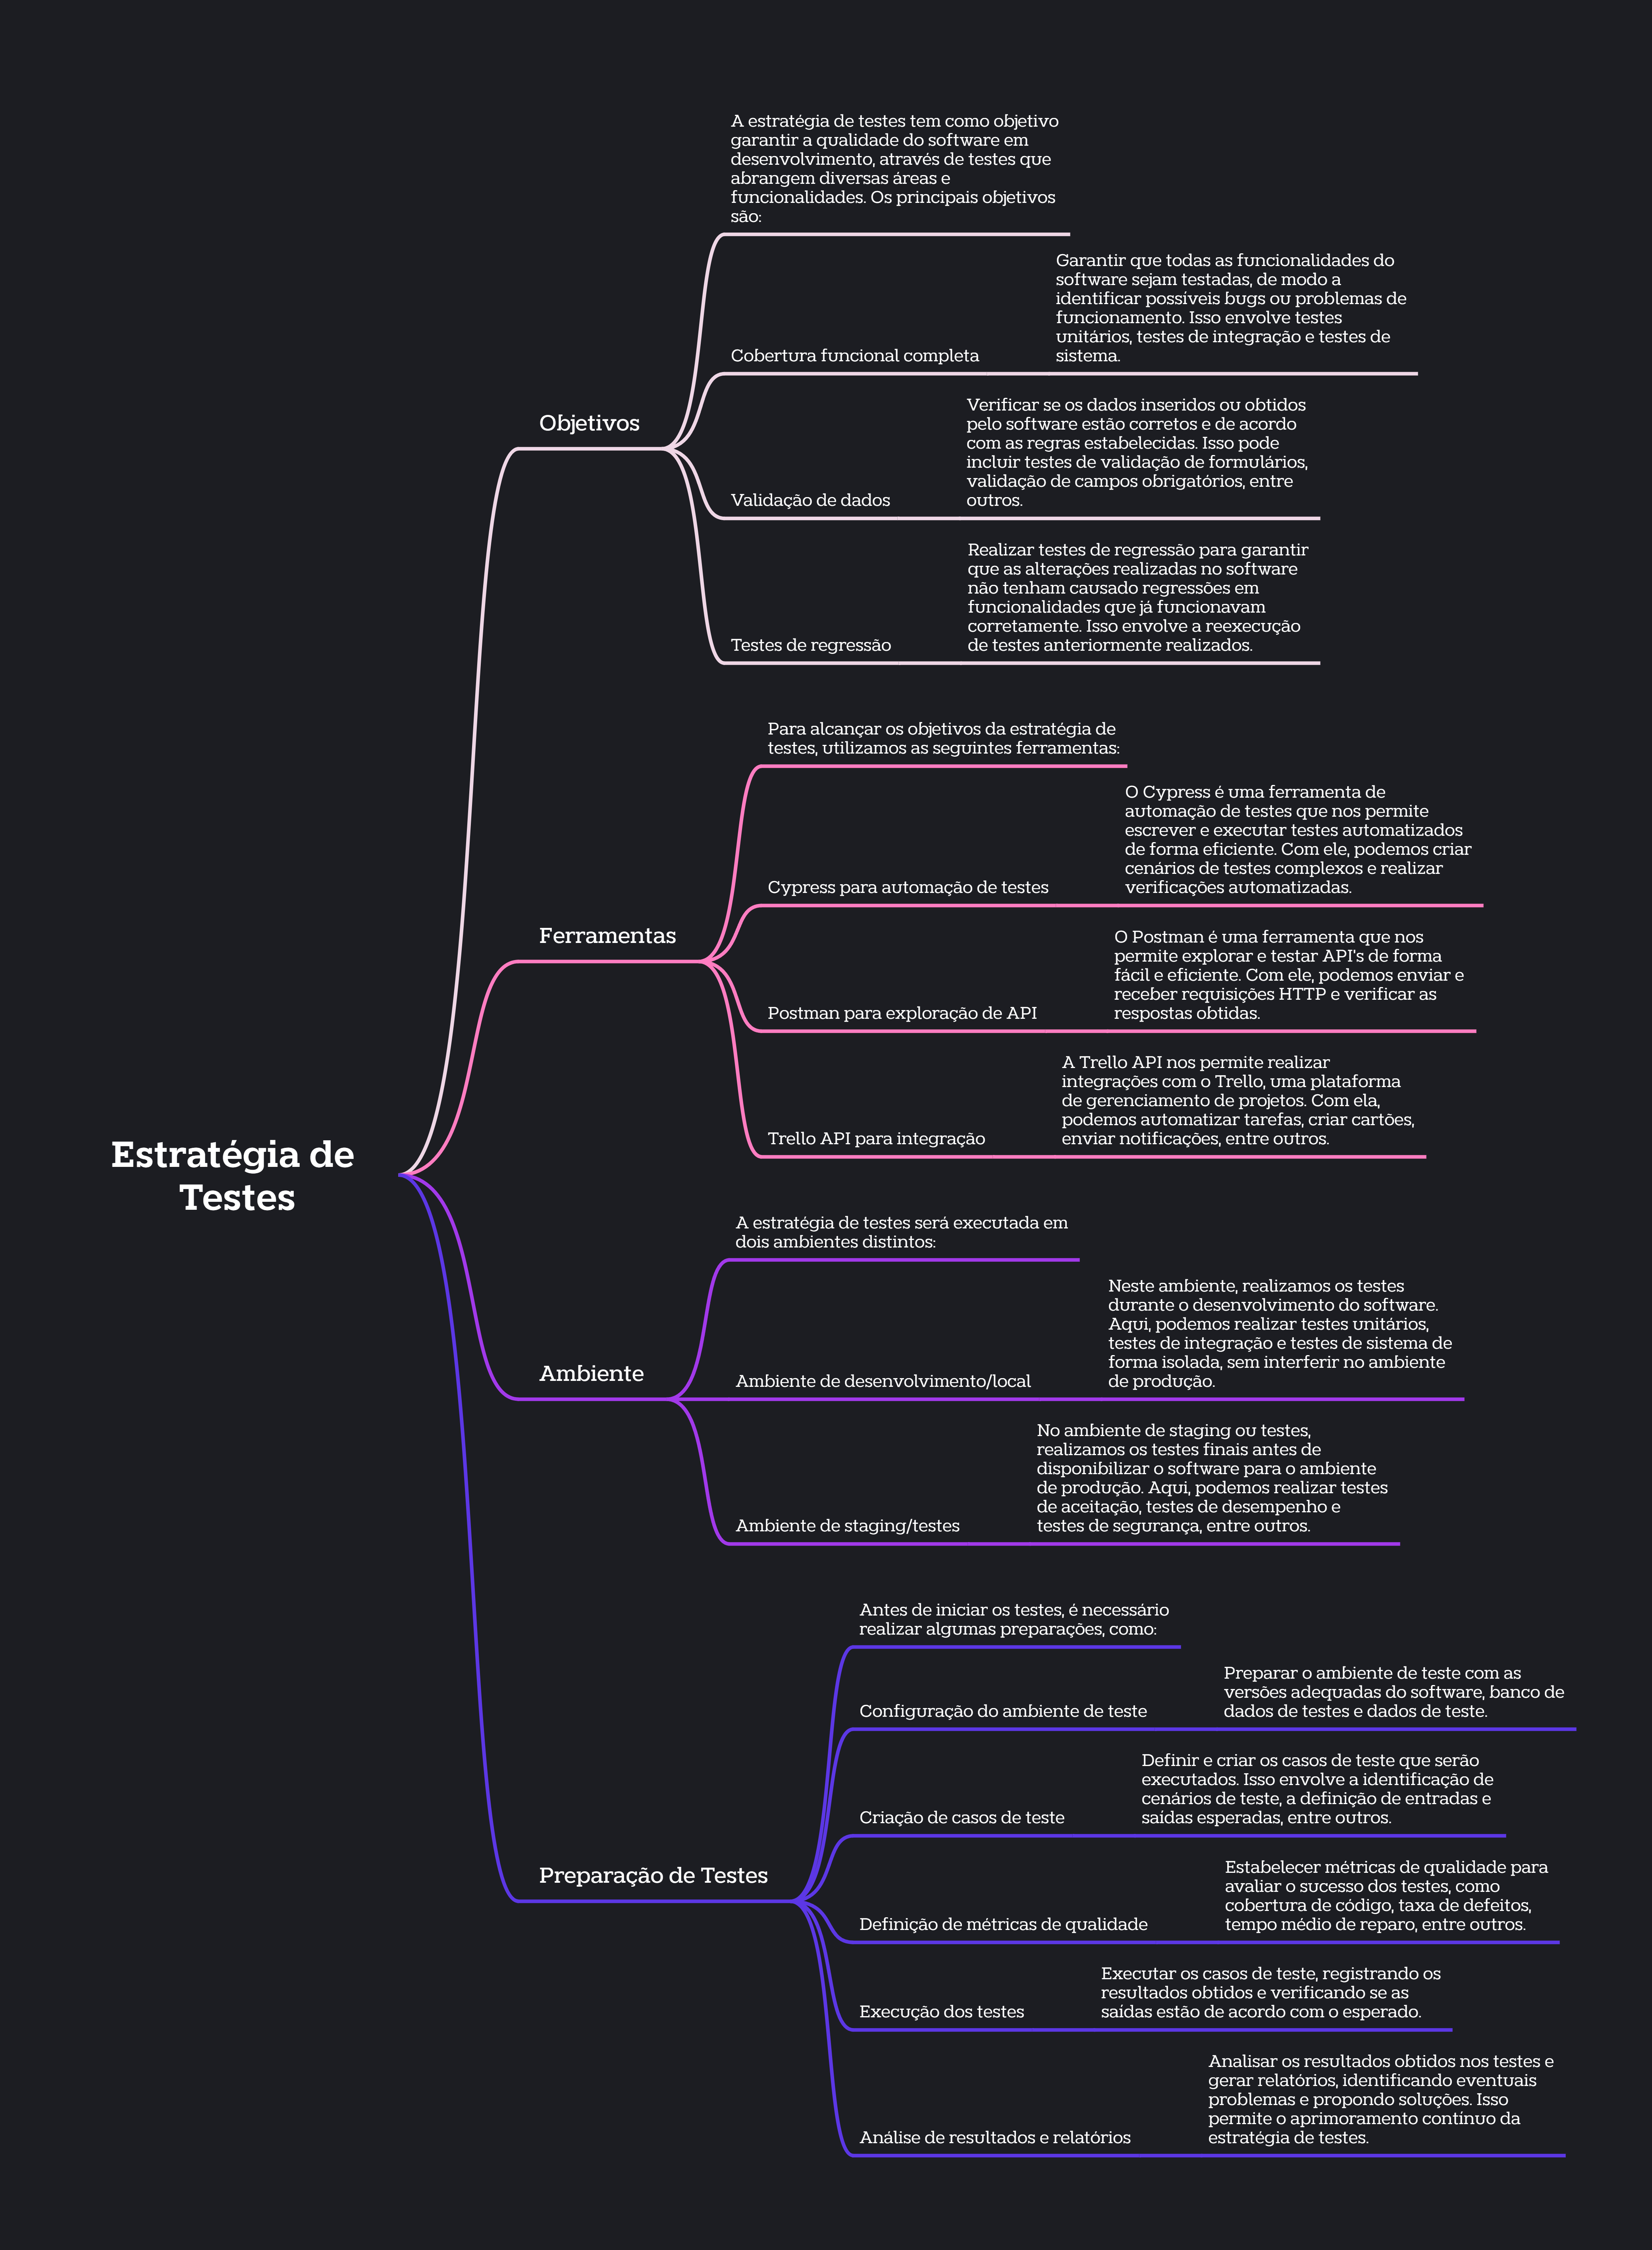 Estratégia de
Testes
Objetivos
A estratégia de testes tem como objetivo
garantir a qualidade do software em
desenvolvimento, através de testes que
abrangem diversas áreas e
funcionalidades. Os principais objetivos
são:
Cobertura funcional completa
Garantir que todas as funcionalidades do
software sejam testadas, de modo a
identificar possíveis bugs ou problemas de
funcionamento. Isso envolve testes
unitários, testes de integração e testes de
sistema.
Validação de dados
Verificar se os dados inseridos ou obtidos
pelo software estão corretos e de acordo
com as regras estabelecidas. Isso pode
incluir testes de validação de formulários,
validação de campos obrigatórios, entre
outros.
Testes de regressão
Realizar testes de regressão para garantir
que as alterações realizadas no software
não tenham causado regressões em
funcionalidades que já funcionavam
corretamente. Isso envolve a reexecução
de testes anteriormente realizados.
Ferramentas
Para alcançar os objetivos da estratégia de
testes, utilizamos as seguintes ferramentas:
Cypress para automação de testes
O Cypress é uma ferramenta de
automação de testes que nos permite
escrever e executar testes automatizados
de forma eficiente. Com ele, podemos criar
cenários de testes complexos e realizar
verificações automatizadas.
Postman para exploração de API
O Postman é uma ferramenta que nos
permite explorar e testar API's de forma
fácil e eficiente. Com ele, podemos enviar e
receber requisições HTTP e verificar as
respostas obtidas.
Trello API para integração
A Trello API nos permite realizar
integrações com o Trello, uma plataforma
de gerenciamento de projetos. Com ela,
podemos automatizar tarefas, criar cartões,
enviar notificações, entre outros.
Ambiente
A estratégia de testes será executada em
dois ambientes distintos:
Ambiente de desenvolvimento/local
Neste ambiente, realizamos os testes
durante o desenvolvimento do software.
Aqui, podemos realizar testes unitários,
testes de integração e testes de sistema de
forma isolada, sem interferir no ambiente
de produção.
Ambiente de staging/testes
No ambiente de staging ou testes,
realizamos os testes finais antes de
disponibilizar o software para o ambiente
de produção. Aqui, podemos realizar testes
de aceitação, testes de desempenho e
testes de segurança, entre outros.
Preparação de Testes
Antes de iniciar os testes, é necessário
realizar algumas preparações, como:
Configuração do ambiente de teste
Preparar o ambiente de teste com as
versões adequadas do software, banco de
dados de testes e dados de teste.
Criação de casos de teste
Definir e criar os casos de teste que serão
executados. Isso envolve a identificação de
cenários de teste, a definição de entradas e
saídas esperadas, entre outros.
Definição de métricas de qualidade
Estabelecer métricas de qualidade para
avaliar o sucesso dos testes, como
cobertura de código, taxa de defeitos,
tempo médio de reparo, entre outros.
Execução dos testes
Executar os casos de teste, registrando os
resultados obtidos e verificando se as
saídas estão de acordo com o esperado.
Análise de resultados e relatórios
Analisar os resultados obtidos nos testes e
gerar relatórios, identificando eventuais
problemas e propondo soluções. Isso
permite o aprimoramento contínuo da
estratégia de testes.